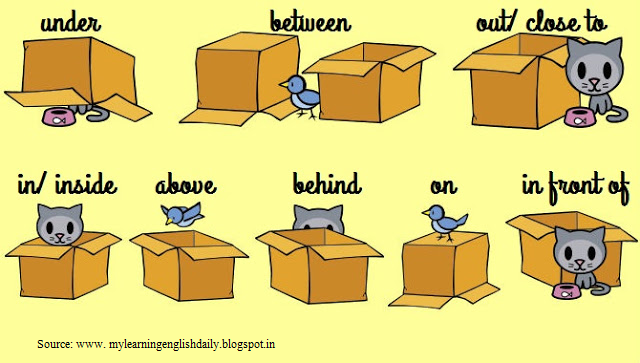 under between out/ close to
in/ inside above behind on in front of
Source: www. mylearningenglishdaily.blogspot.in